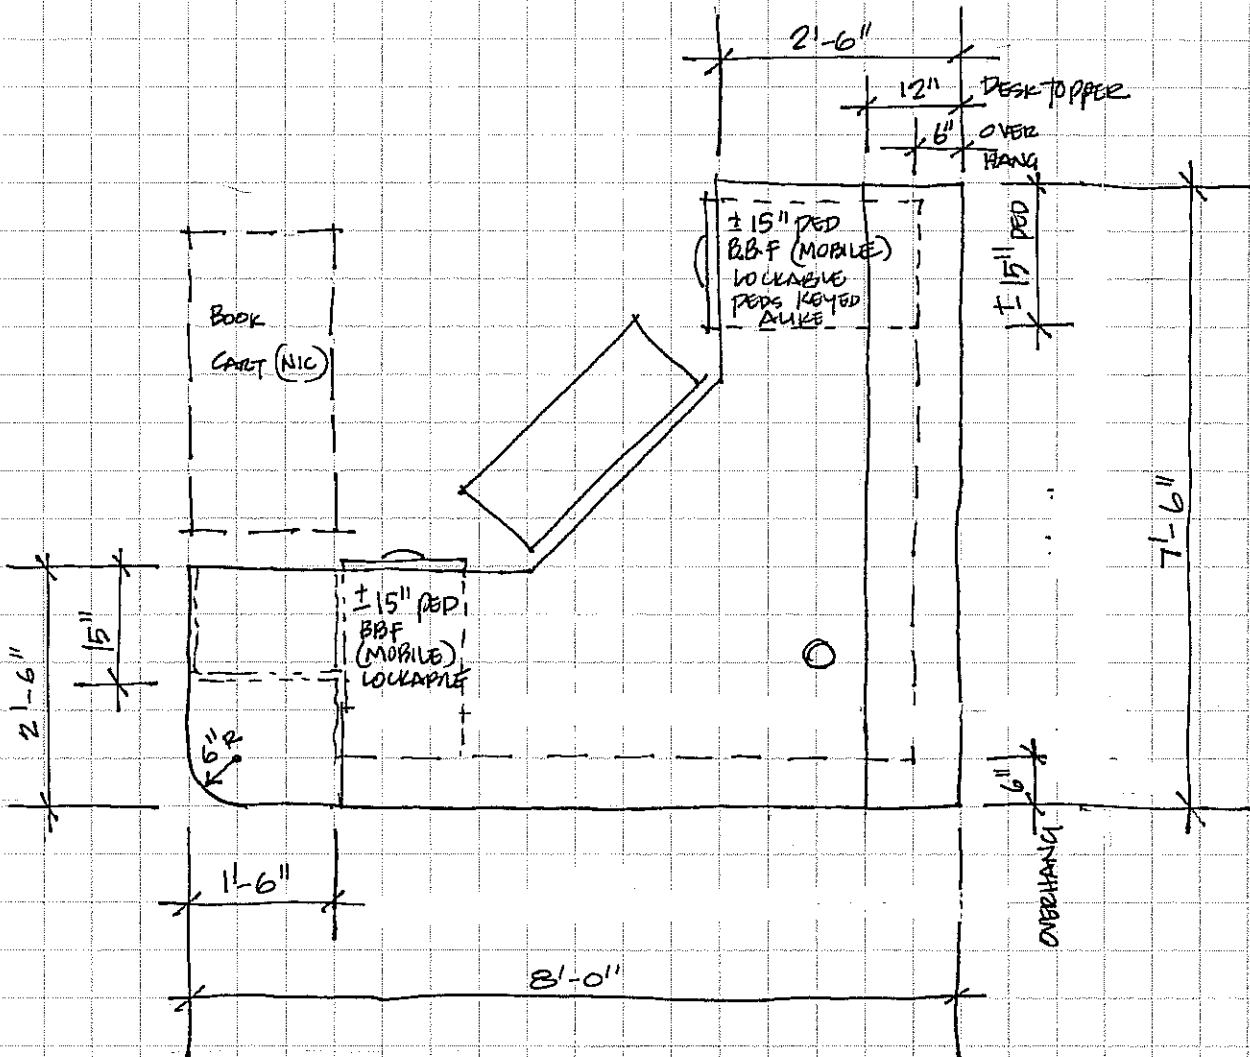 2'-6"
12" DESK TOPPER
6" OVER
HANG
± 15" PED
B.B.F (MOBILE)
LOCKABLE
PEDS KEYED
ALIKE
± 15" PED
BOOK
CART (NIC)
7'-6"
± 15" PED
BBF
(MOBILE)
LOCKABLE
15"
2'-6"
6" R
6"
OVERHANG
1'-6"
8'-0"